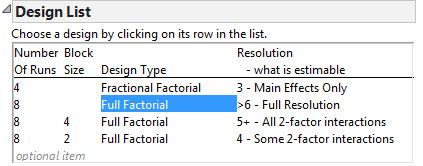 Design List
Choose a design by clicking on its row in the list.
Number Block Resolution
Of Runs Size Design Type - what is estimable
4 Fractional Factorial 3 - Main Effects Only
8 Full Factorial >6 - Full Resolution
8 4 Full Factorial 5+ - All 2-factor interactions
8 2 Full Factorial 4 - Some 2-factor interactions
optional item